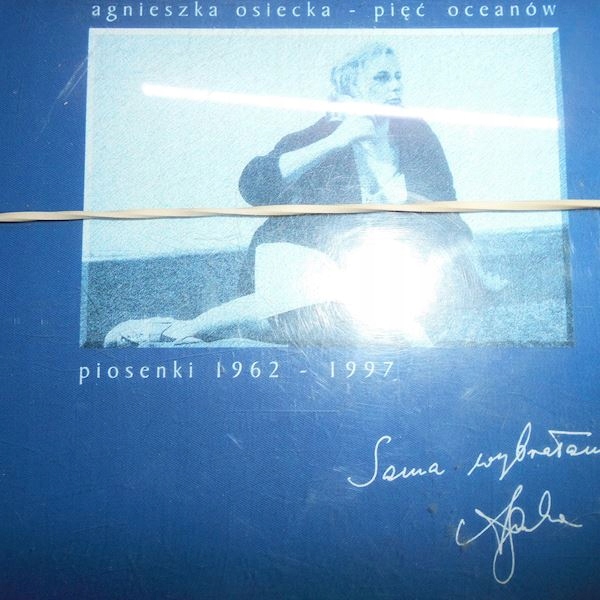 agnieszka osiecka - pięć oceanów
piosenki 1962 - 1997
Sama wybrałam